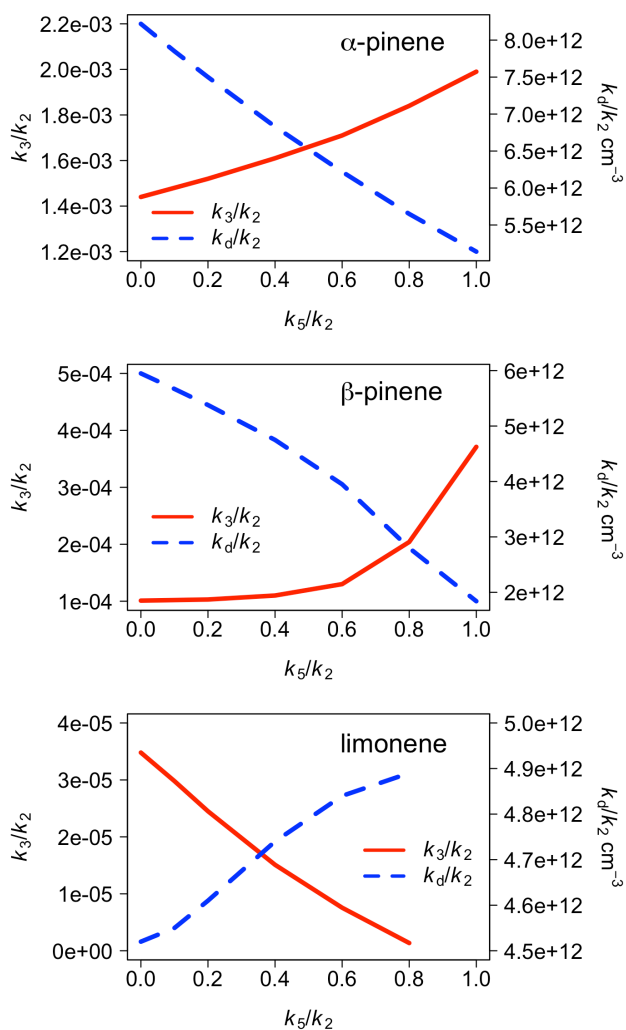 α-pinene
k3/k2
2.2e-03
2.0e-03
1.8e-03
1.6e-03
1.4e-03
1.2e-03
8.0e+12
7.5e+12
7.0e+12
6.5e+12
6.0e+12
5.5e+12
kd/k2 cm−3
k3/k2
kd/k2
0.0 0.2 0.4 0.6 0.8 1.0
k5/k2
β-pinene
k3/k2
5e-04
4e-04
3e-04
2e-04
1e-04
6e+12
5e+12
4e+12
3e+12
2e+12
kd/k2 cm−3
k3/k2
kd/k2
0.0 0.2 0.4 0.6 0.8 1.0
k5/k2
limonene
k3/k2
4e-05
3e-05
2e-05
1e-05
0e+00
5.0e+12
4.9e+12
4.8e+12
4.7e+12
4.6e+12
4.5e+12
kd/k2 cm−3
k3/k2
kd/k2
0.0 0.2 0.4 0.6 0.8 1.0
k5/k2